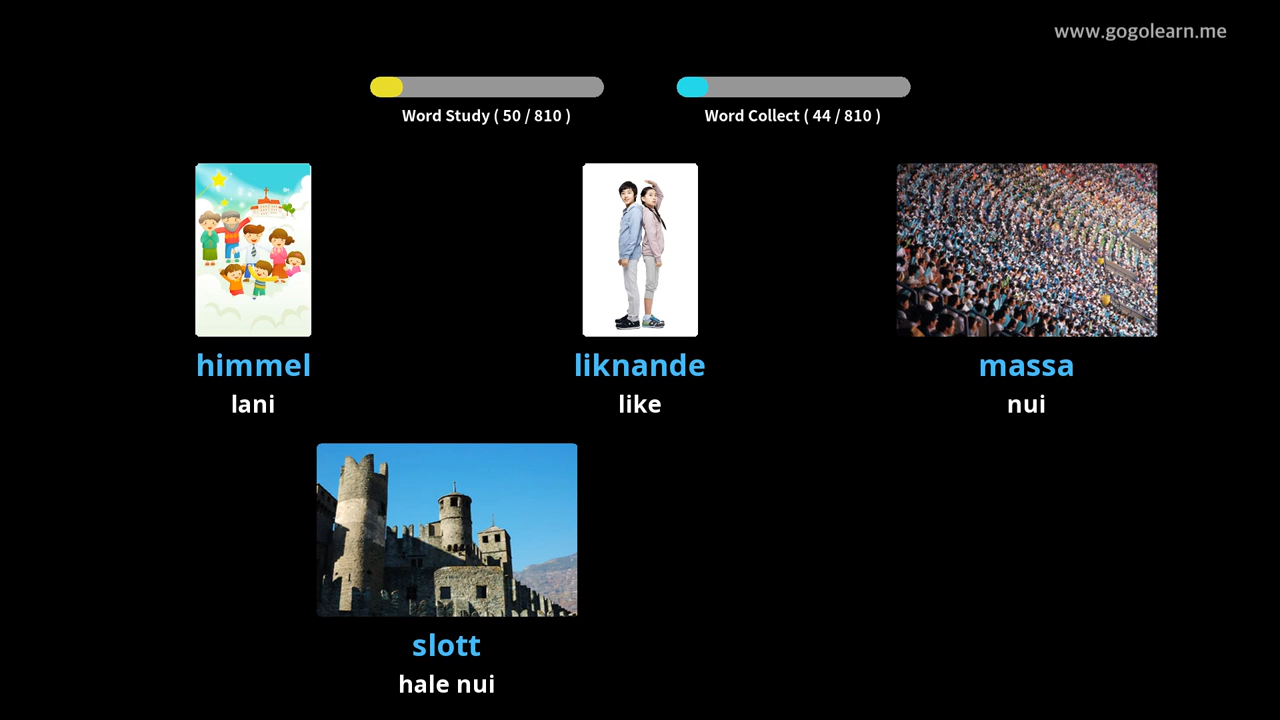 www.gogolearn.me
Word Study ( 50 / 810 )
Word Collect ( 44 / 810 )
himmel
lani
liknande
like
massa
nui
slott
hale nui